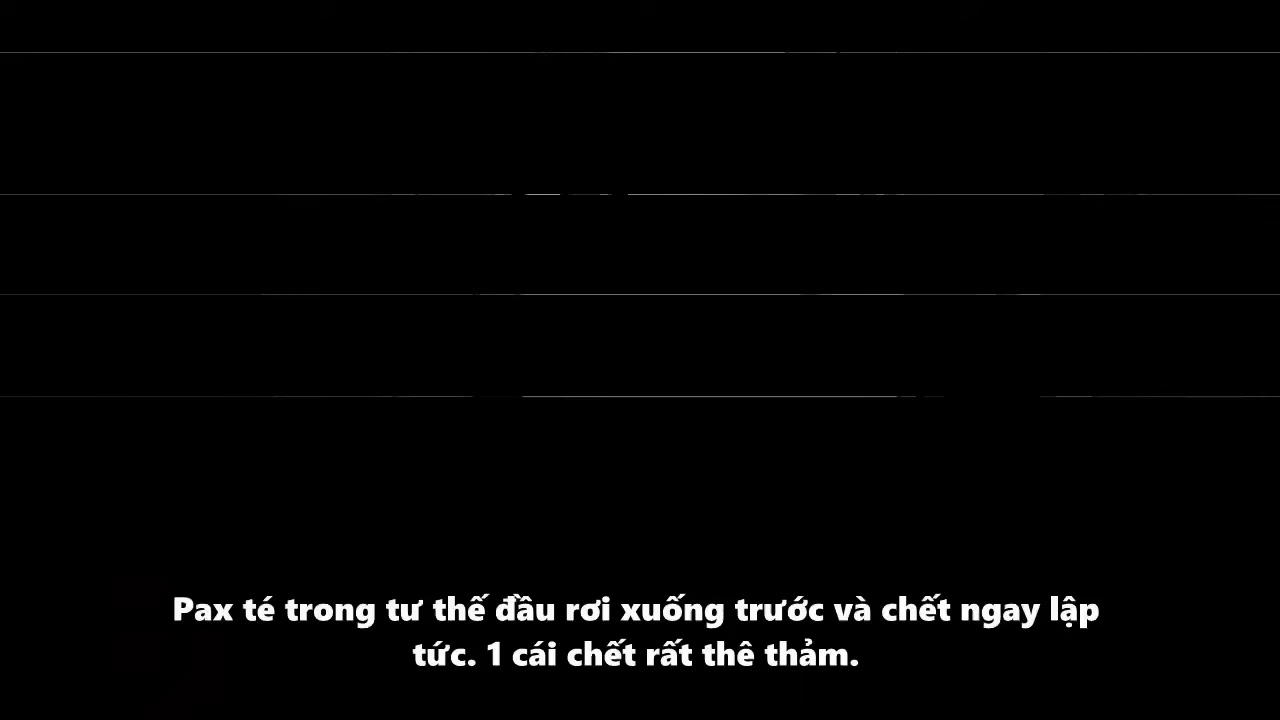 Pax té trong tư thế đầu rơi xuống trước và chết ngay lập
tức. 1 cái chết rất thê thảm.